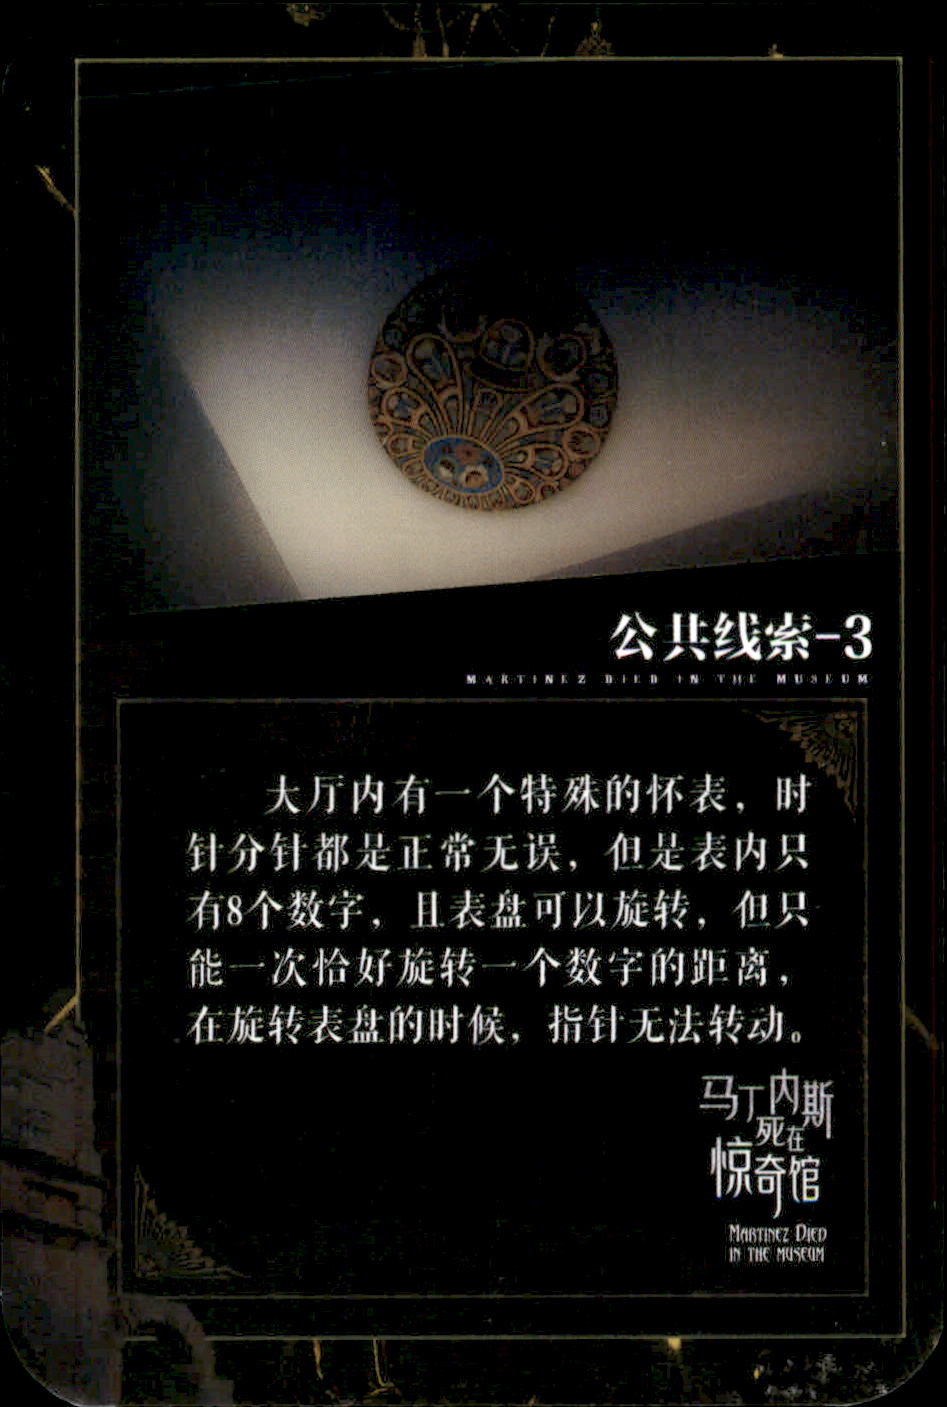 公共线索-3
MARTINEZ DIED IN THE MUSEUM
大厅内有一个特殊的怀表，时
针分针都是正常无误，但是表内只
有8个数字，且表盘可以旋转，但只
能一次恰好旋转一个数字的距离，
在旋转表盘的时候，指针无法转动。
马丁内斯
死在
惊奇馆
MARTINEZ DIED
IN THE MUSEUM